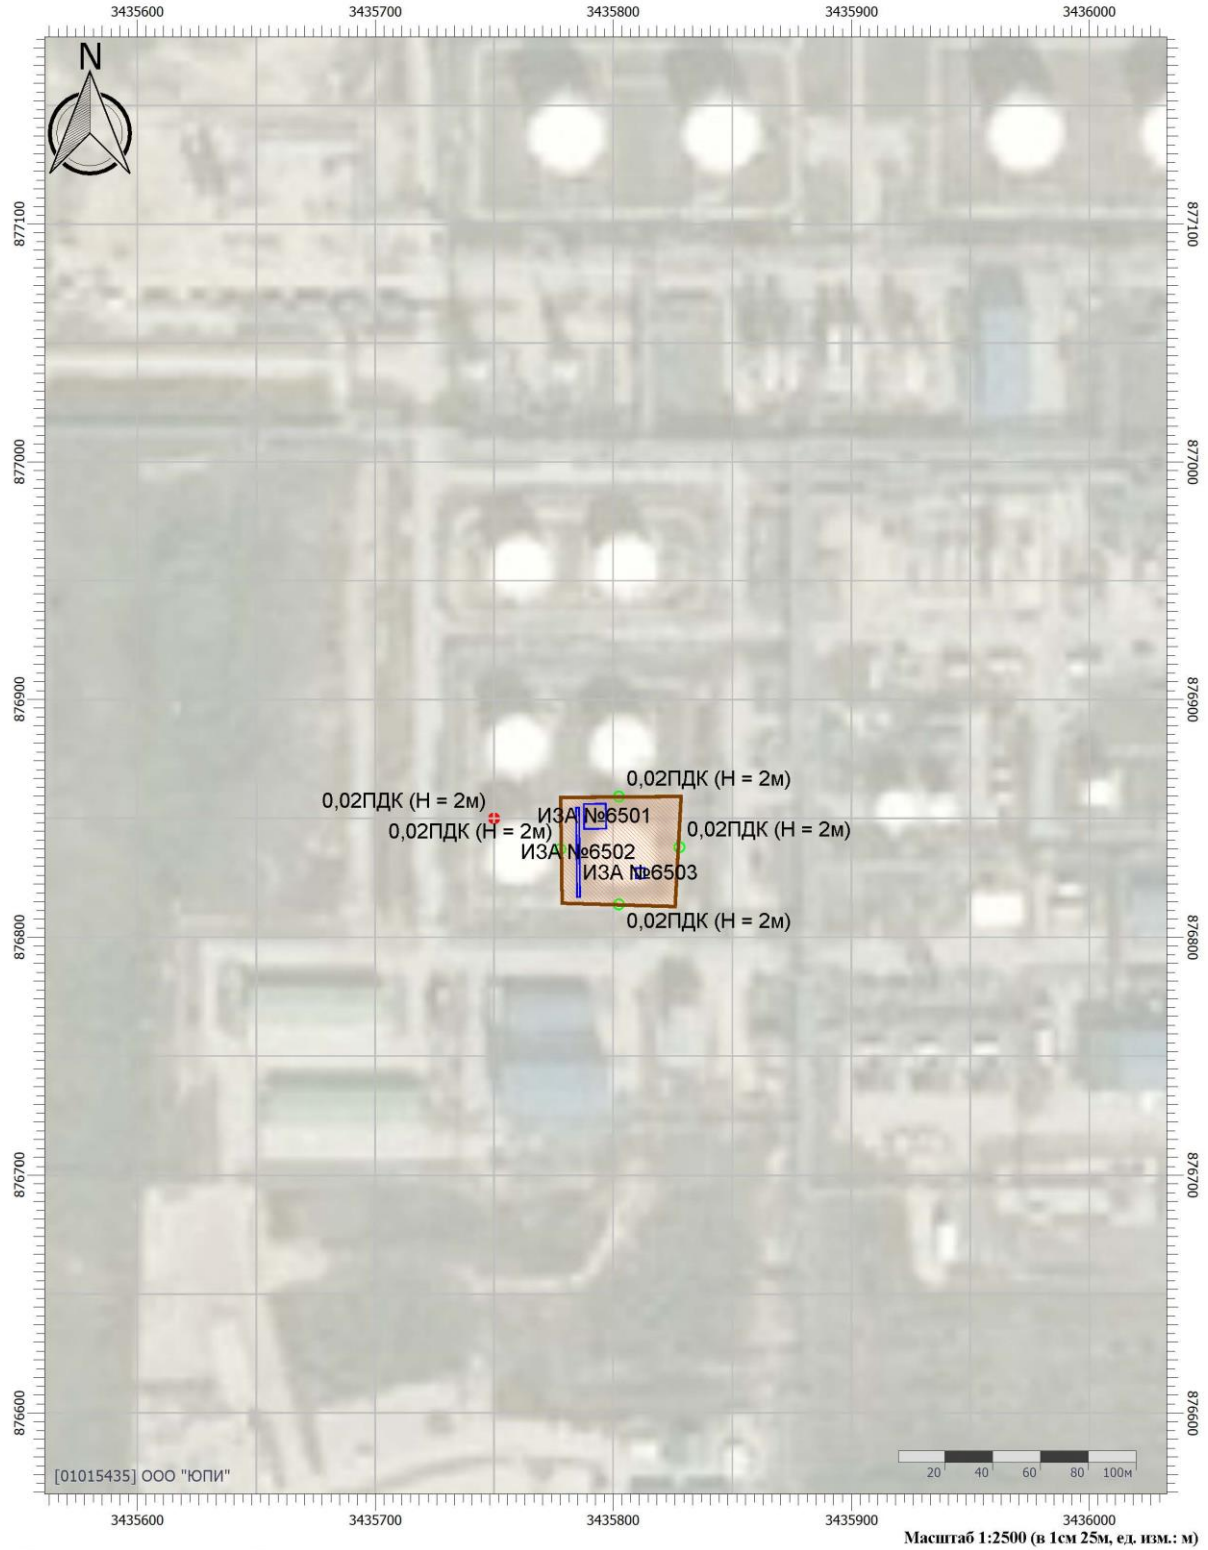 3435600 3435700 3435800 3435900 3436000
N
877100 877100
877000 877000
876900 876900
0,02ПДК (Н = 2м)
0,02ПДК (Н = 2м)
ИЗА №6501
0,02ПДК (Н = 2м) 0,02ПДК (Н = 2м)
ИЗА №6502
ИЗА №6503
0,02ПДК (Н = 2м)
876800 876800
876700 876700
876600 876600
[01015435] ООО "ЮПИ"
20 40 60 80 100м
3435600 3435700 3435800 3435900 3436000
Масштаб 1:2500 (в 1см 25м, ед. изм.: м)